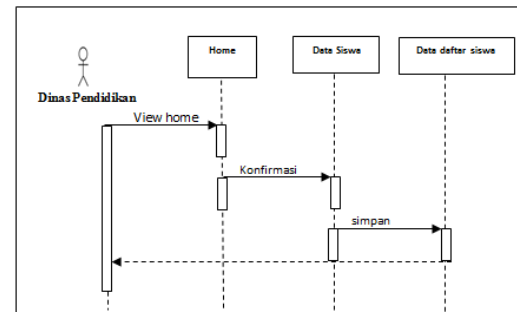 Home
Data Siswa
Data daftar siswa
Dinas Pendidikan
View home
Konfirmasi
simpan